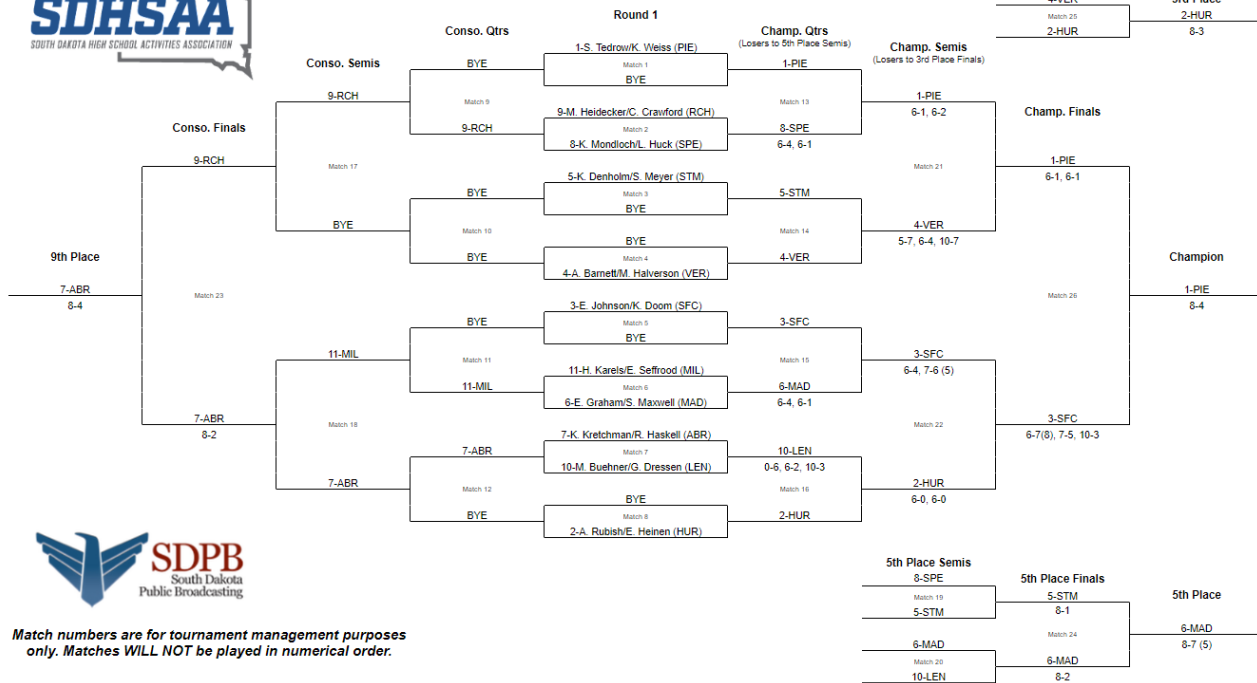 SDHSAA
SOUTH DAKOTA HIGH SCHOOL ACTIVITIES ASSOCIATION
4-VER
Match 25
2-HUR
3rd Place
2-HUR
8-3
Round 1
Conso. Qtrs
Champ. Qtrs
(Losers to 5th Place Semis)
Conso. Semis
Champ. Semis
(Losers to 3rd Place Finals)
Conso. Finals
Champ. Finals
9th Place
Champion
1-S. Tedrow/K. Weiss (PIE)
Match 1
BYE
9-M. Heidecker/C. Crawford (RCH)
Match 2
8-K. Mondloch/L. Huck (SPE)
5-K. Denholm/S. Meyer (STM)
Match 3
BYE
BYE
Match 4
4-A. Barnett/M. Halverson (VER)
3-E. Johnson/K. Doom (SFC)
Match 5
BYE
11-H. Karels/E. Seffrood (MIL)
Match 6
6-E. Graham/S. Maxwell (MAD)
7-K. Kretchman/R. Haskell (ABR)
Match 7
10-M. Buehner/G. Dressen (LEN)
BYE
Match 8
2-A. Rubish/E. Heinen (HUR)
BYE
Match 9
9-RCH
BYE
Match 10
BYE
BYE
Match 11
11-MIL
7-ABR
Match 12
BYE
9-RCH
Match 17
BYE
11-MIL
Match 18
7-ABR
9-RCH
Match 23
7-ABR
8-2
7-ABR
8-4
1-PIE
Match 13
8-SPE
6-4, 6-1
5-STM
Match 14
4-VER
3-SFC
Match 15
6-MAD
6-4, 6-1
10-LEN
0-6, 6-2, 10-3
Match 16
2-HUR
1-PIE
6-1, 6-2
Match 21
4-VER
5-7, 6-4, 10-7
3-SFC
6-4, 7-6 (5)
Match 22
2-HUR
6-0, 6-0
1-PIE
6-1, 6-1
Match 26
3-SFC
6-7(8), 7-5, 10-3
1-PIE
8-4
5th Place Semis
8-SPE
Match 19
5-STM
6-MAD
Match 20
10-LEN
5th Place Finals
5-STM
8-1
Match 24
6-MAD
8-2
5th Place
6-MAD
8-7 (5)
SDPB
South Dakota
Public Broadcasting
Match numbers are for tournament management purposes
only. Matches WILL NOT be played in numerical order.